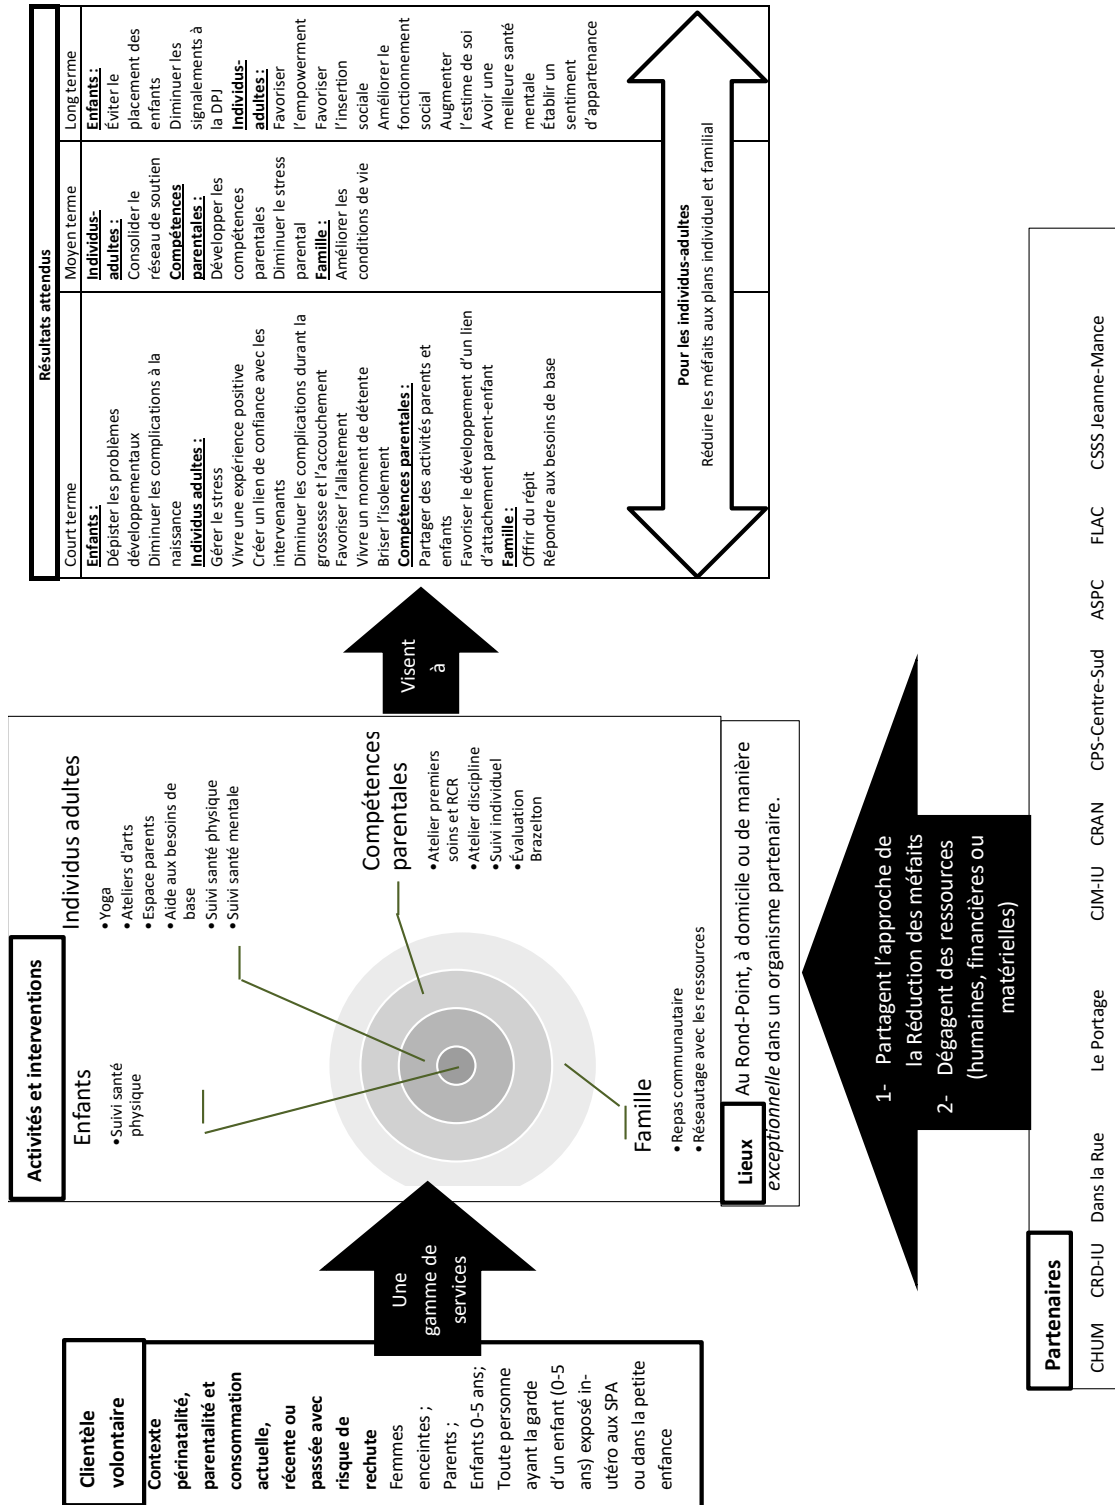 Clientèle
volontaire
Contexte
périnatalité,
parentalité et
consommation
actuelle,
récente ou
passée avec
risque de
rechute
Femmes
enceintes ;
Parents ;
Enfants 0-5 ans;
Toute personne
ayant la garde
d'un enfant (0-5
ans) exposé in-
utéro aux SPA
ou dans la petite
enfance
Une
gamme de
services
Activités et interventions
Enfants
•Suivi santé
physique
Individus adultes
•Yoga
•Ateliers d'arts
•Espace parents
•Aide aux besoins de
base
•Suivi santé physique
•Suivi santé mentale
Compétences
parentales
•Atelier premiers
soins et RCR
•Atelier discipline
•Suivi individuel
•Évaluation
Brazelton
Famille
•Repas communautaire
•Réseautage avec les ressources
Lieux
Au Rond-Point, à domicile ou de manière
exceptionnelle dans un organisme partenaire.
Visent
à
Résultats attendus
Court terme
Enfants :
Dépister les problèmes
développementaux
Diminuer les complications à la
naissance
Individus adultes :
Gérer le stress
Vivre une expérience positive
Créer un lien de confiance avec les
intervenants
Diminuer les complications durant la
grossesse et l'accouchement
Favoriser l'allaitement
Vivre un moment de détente
Briser l'isolement
Compétences parentales :
Partager des activités parents et
enfants
Favoriser le développement d'un lien
d'attachement parent-enfant
Famille :
Offrir du répit
Répondre aux besoins de base
Moyen terme
Individus-
adultes :
Consolider le
réseau de soutien
Compétences
parentales :
Développer les
compétences
parentales
Diminuer le stress
parental
Famille :
Améliorer les
conditions de vie
Long terme
Enfants :
Éviter le
placement des
enfants
Diminuer les
signalements à
la DPJ
Individus-
adultes :
Favoriser
l'empowerment
Favoriser
l'insertion
sociale
Améliorer le
fonctionnement
social
Augmenter
l'estime de soi
Avoir une
meilleure santé
mentale
Établir un
sentiment
d'appartenance
Pour les individus-adultes
Réduire les méfaits aux plans individuel et familial
1- Partagent l'approche de
la Réduction des méfaits
2- Dégagent des ressources
(humaines, financières ou
matérielles)
Partenaires
CHUM CRD-IU Dans la Rue Le Portage CJM-IU CRAN CPS-Centre-Sud ASPC FLAC CSSS Jeanne-Mance